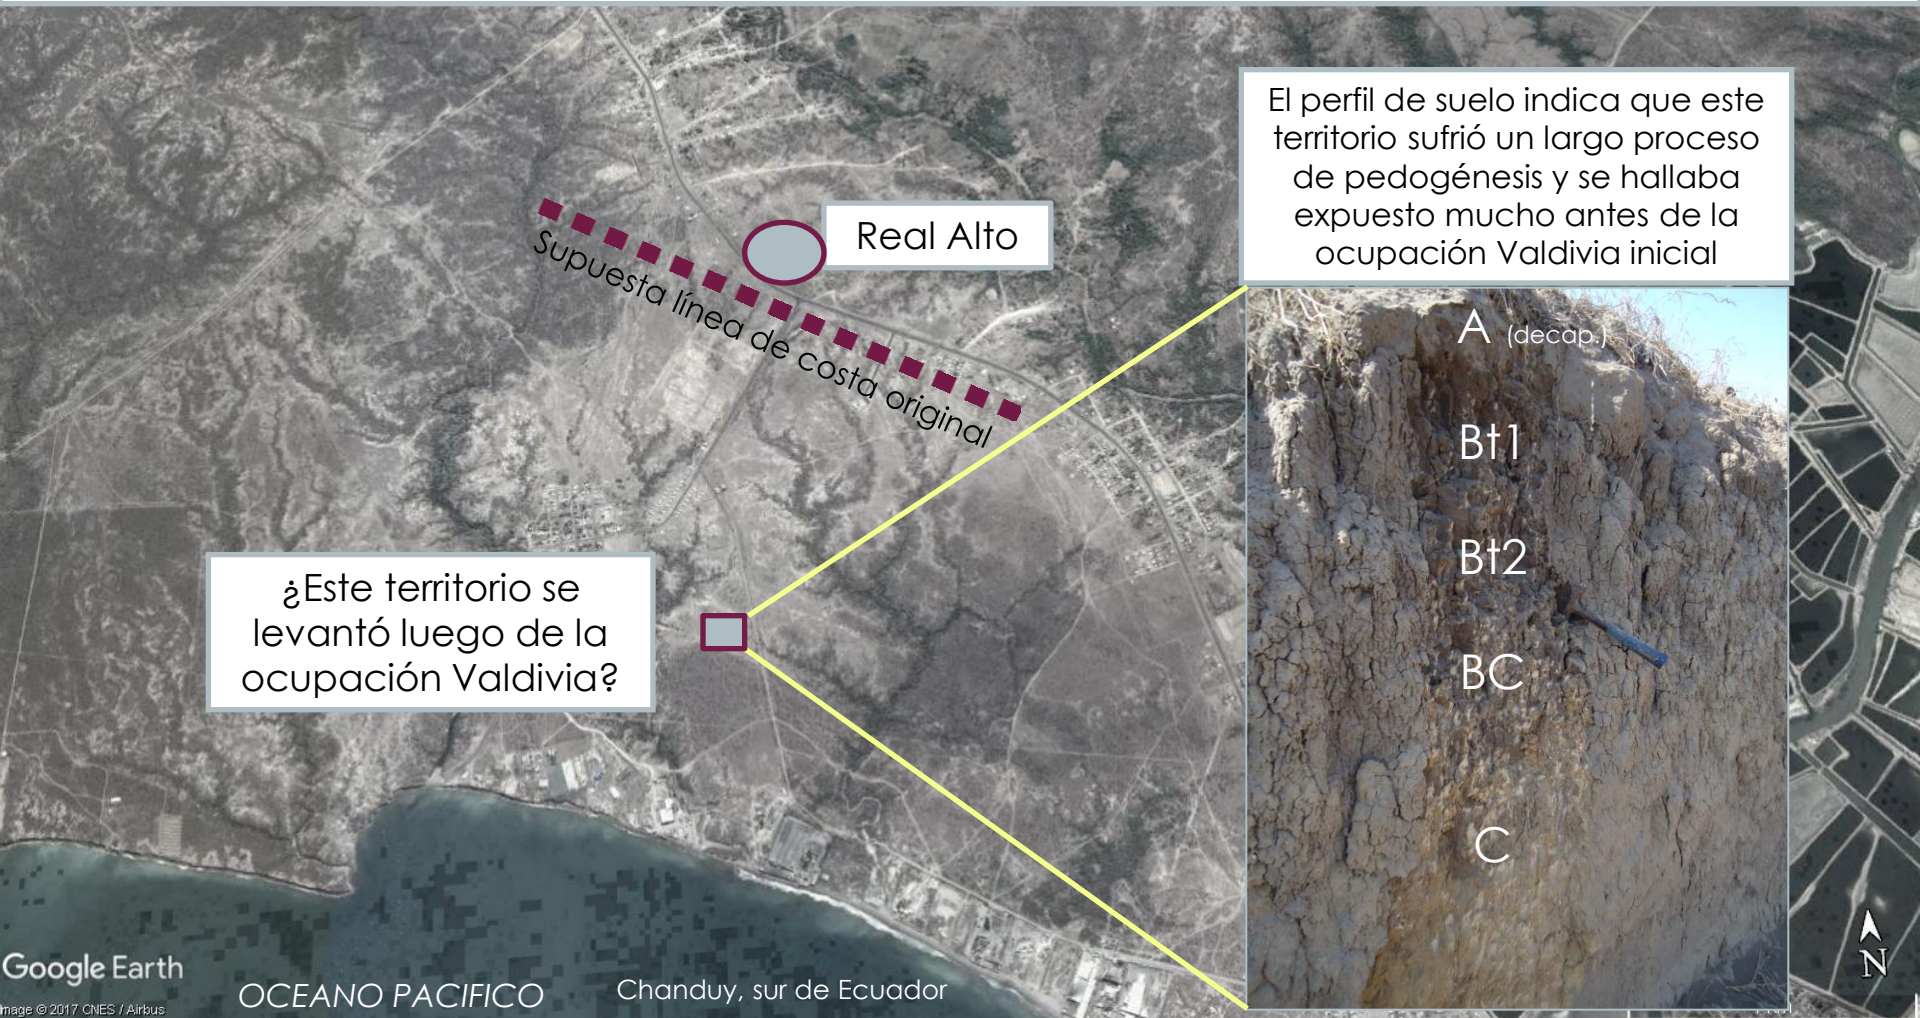 El perfil de suelo indica que este
territorio sufrió un largo proceso
de pedogénesis y se hallaba
expuesto mucho antes de la
ocupación Valdivia inicial
Real Alto
Supuesta línea de costa original
A (decap.)
Bt1
Bt2
BC
C
¿Este territorio se
levantó luego de la
ocupación Valdivia?
Google Earth
OCEANO PACIFICO
Chanduy, sur de Ecuador
mage © 2017 CNES / Airbus
N